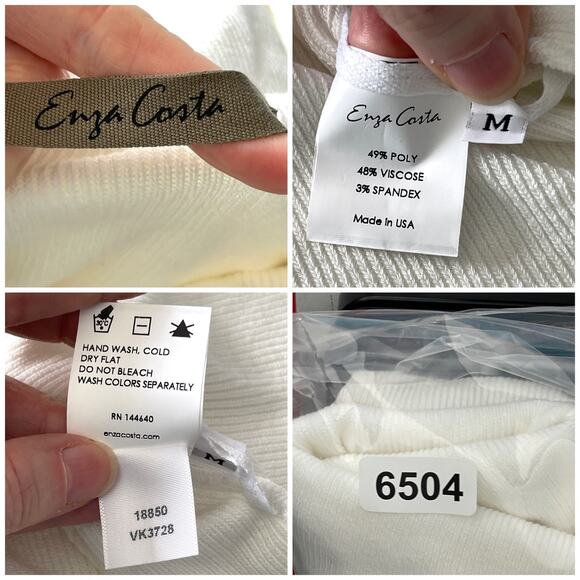 Enza Costa
Enza Costa
M
49% POLY
48% VISCOSE
3% SPANDEX
Made in USA
30°C
HAND WASH, COLD
DRY FLAT
DO NOT BLEACH
WASH COLORS SEPARATELY
RN 144640
enzacosta.com
M
18850
VK3728
6504